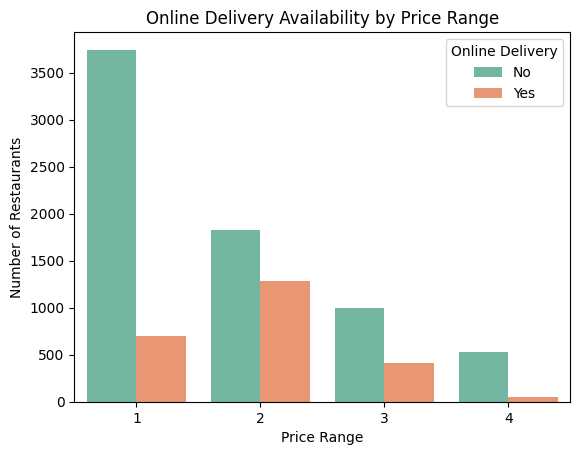 Online Delivery Availability by Price Range
Online Delivery
No
Yes
Number of Restaurants
3500
3000
2500
2000
1500
1000
500
0
1
2
3
4
Price Range